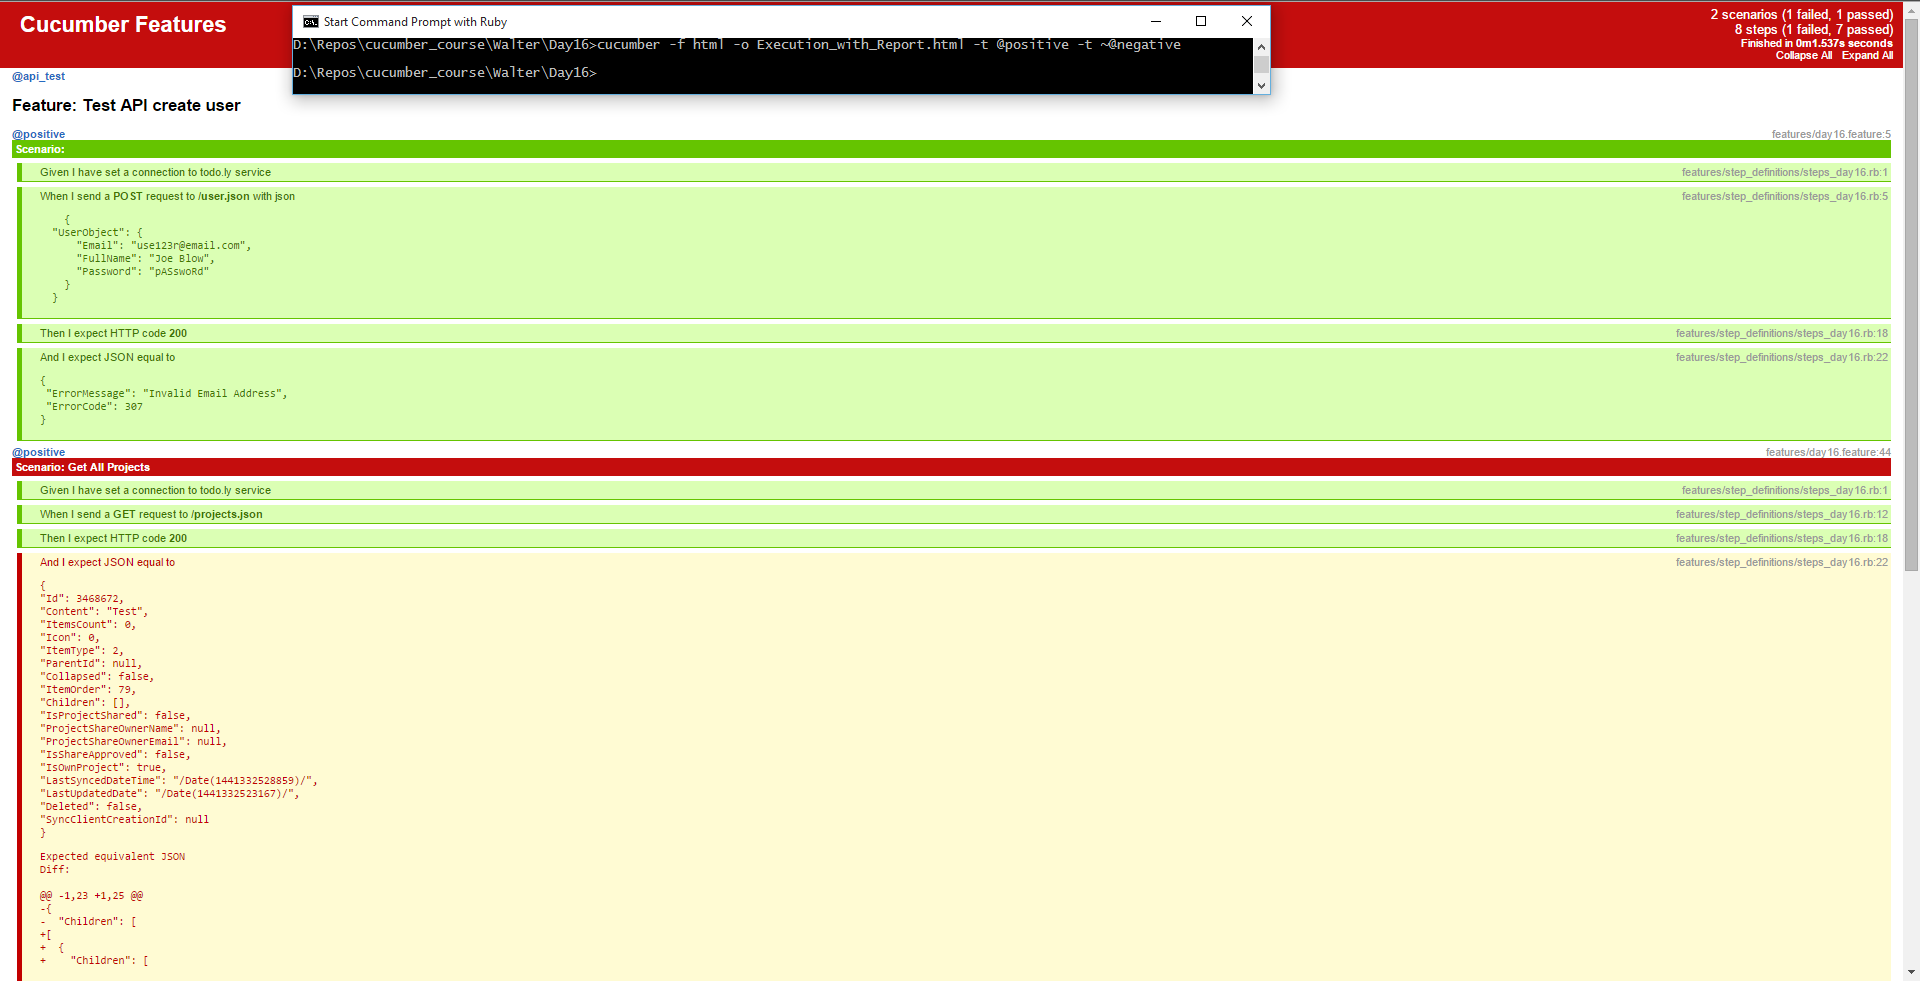 Cucumber Features
Start Command Prompt with Ruby
D:\Repos\cucumber_course\Walter\Day16>cucumber -f html -o Execution_with_Report.html -t @positive -t ~@negative
D:\Repos\cucumber_course\Walter\Day16>
2 scenarios (1 failed, 1 passed)
8 steps (1 failed, 7 passed)
Finished in 0m1.537s seconds
Collapse All Expand All
@api_test
Feature: Test API create user
@positive
features/day16.feature:5
Scenario:
Given I have set a connection to todo.ly service
features/step_definitions/steps_day16.rb:1
When I send a POST request to /user.json with json
features/step_definitions/steps_day16.rb:5
{
"UserObject": {
"Email": "use123r@email.com",
"FullName": "Joe Blow",
"Password": "pASswoRd"
}
}
Then I expect HTTP code 200
features/step_definitions/steps_day16.rb:18
And I expect JSON equal to
features/step_definitions/steps_day16.rb:22
{
"ErrorMessage": "Invalid Email Address",
"ErrorCode": 307
}
@positive
features/day16.feature:44
Scenario: Get All Projects
Given I have set a connection to todo.ly service
features/step_definitions/steps_day16.rb:1
When I send a GET request to /projects.json
features/step_definitions/steps_day16.rb:12
Then I expect HTTP code 200
features/step_definitions/steps_day16.rb:18
And I expect JSON equal to
features/step_definitions/steps_day16.rb:22
{
"Id": 3468672,
"Content": "Test",
"ItemsCount": 0,
"Icon": 0,
"ItemType": 2,
"ParentId": null,
"Collapsed": false,
"ItemOrder": 79,
"Children": [],
"IsProjectShared": false,
"ProjectShareOwnerName": null,
"ProjectShareOwnerEmail": null,
"IsShareApproved": false,
"IsOwnProject": true,
"LastSyncedDateTime": "/Date(1441332528859)/",
"LastUpdatedDate": "/Date(1441332523167)/",
"Deleted": false,
"SyncClientCreationId": null
}
Expected equivalent JSON
Diff:
@@ -1,23 +1,25 @@
-{
-  "Children": [
+[
+  {
+    "Children": [